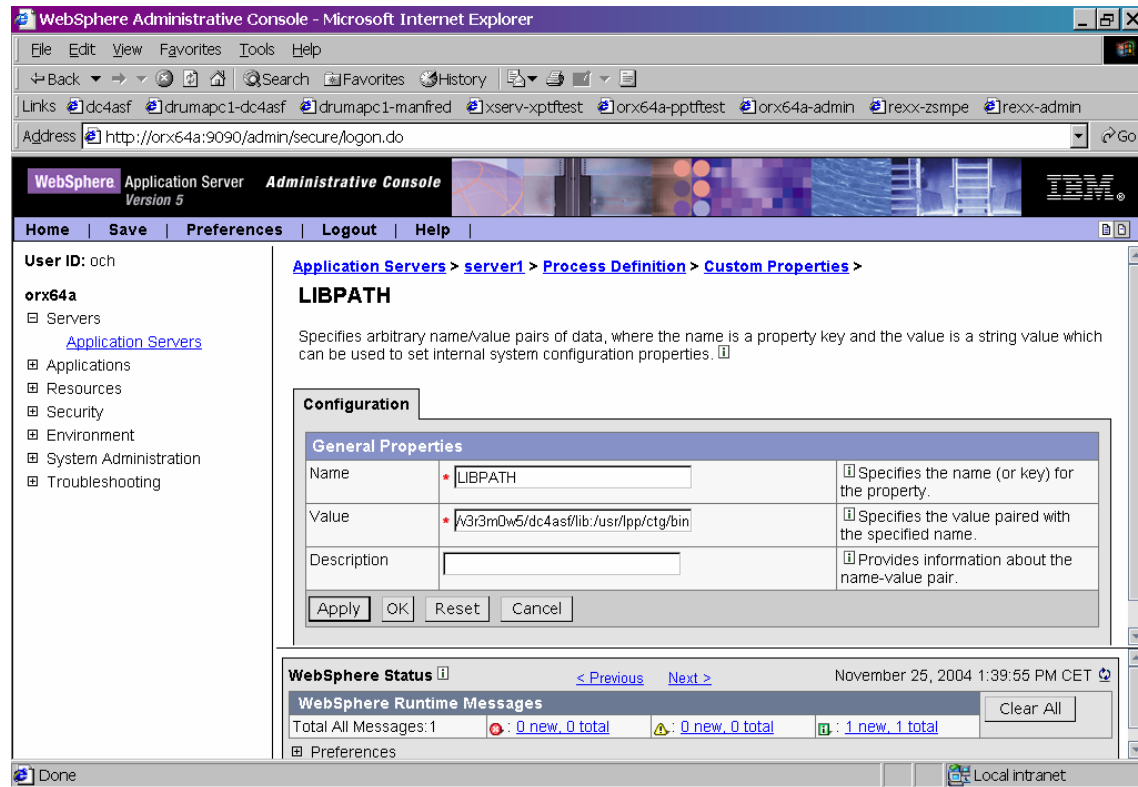 WebSphere Administrative Console - Microsoft Internet Explorer
File Edit View Favorites Tools Help
Back Search Favorites History
Links dc4asf drumapc1-dc4asf drumapc1-manfred xserv-xptftest orx64a-pptftest orx64a-admin rexx-zsmpe rexx-admin
Address http://orx64a:9090/admin/secure/logon.do Go
WebSphere Application Server Administrative Console
Version 5
IBM
Home | Save | Preferences | Logout | Help |
User ID: och
orx64a
Servers
Application Servers
Applications
Resources
Security
Environment
System Administration
Troubleshooting
Application Servers > server1 > Process Definition > Custom Properties >
LIBPATH
Specifies arbitrary name/value pairs of data, where the name is a property key and the value is a string value which
can be used to set internal system configuration properties.
Configuration
General Properties
Name * LIBPATH Specifies the name (or key) for
the property.
Value * /v3r3m0w5/dc4asf/lib:/usr/lpp/ctg/bin Specifies the value paired with
the specified name.
Description Provides information about the
name-value pair.
Apply OK Reset Cancel
WebSphere Status < Previous Next > November 25, 2004 1:39:55 PM CET
WebSphere Runtime Messages
Clear All
Total All Messages:1 : 0 new, 0 total : 0 new, 0 total : 1 new, 1 total
Preferences
Done Local intranet